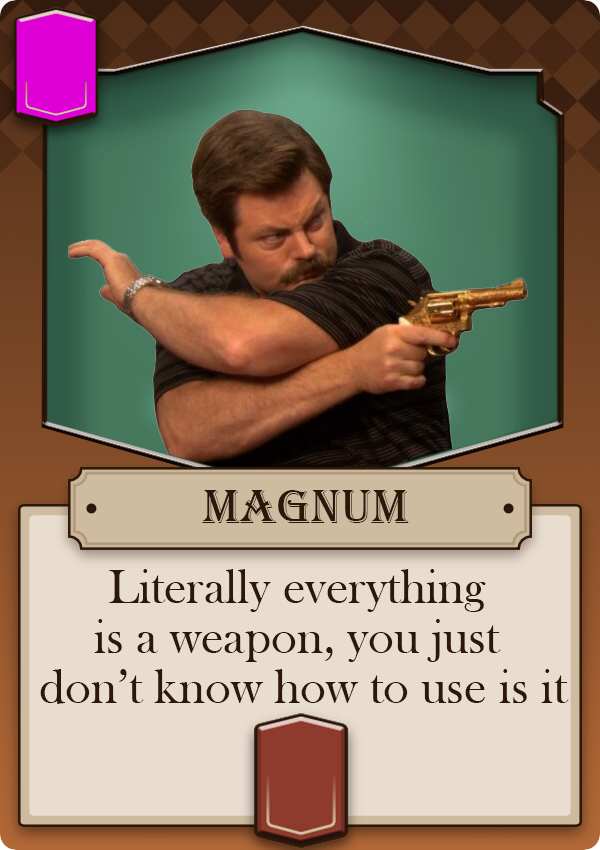 MAGNUM
Literally everything
is a weapon, you just
don’t know how to use is it